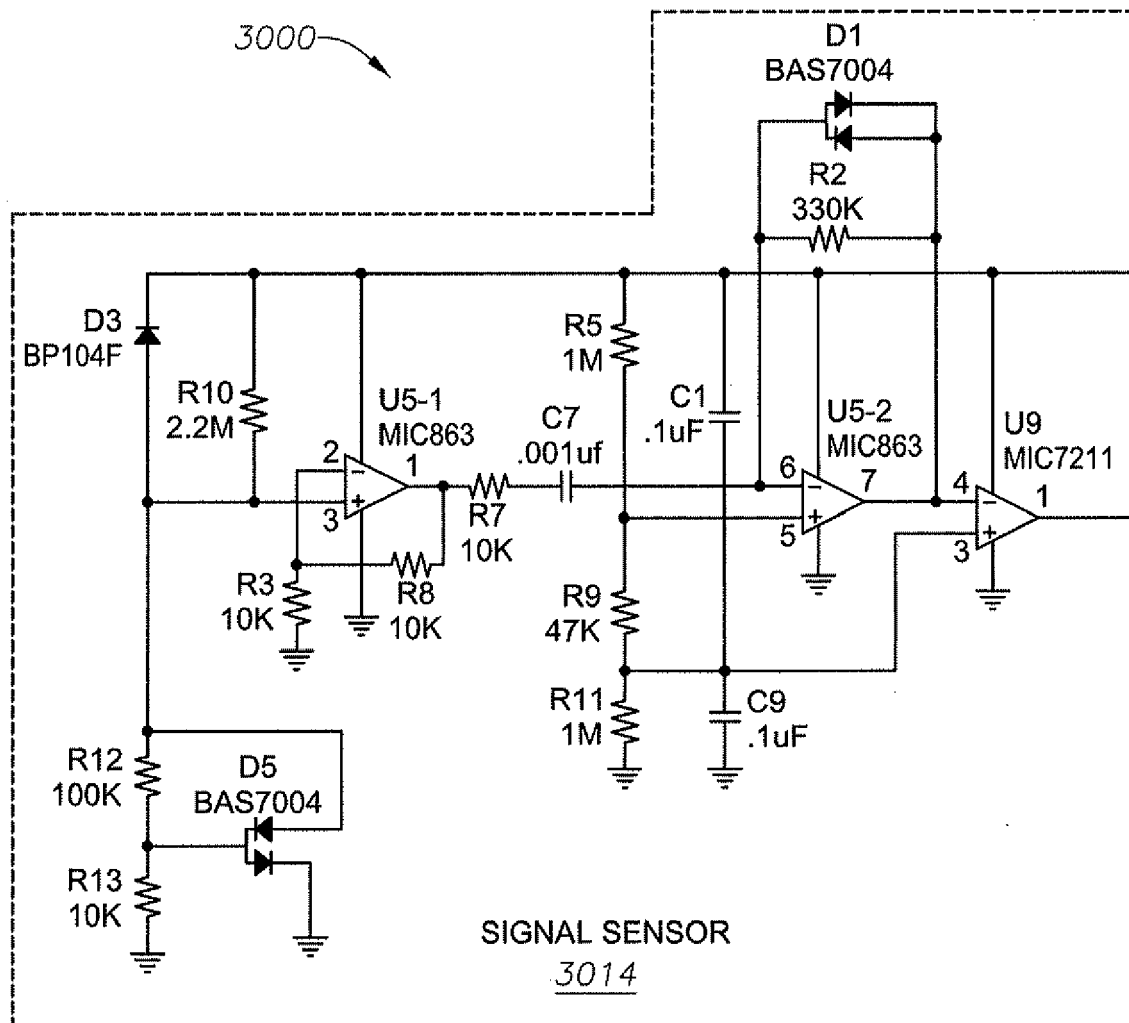 3000
D1
BAS7004
R2
330K
D3
BP104F
R10
2.2M
U5-1
MIC863
2
3
1
-
+
R3
10K
R8
10K
R7
10K
C7
.001uf
R5
1M
C1
.1uF
R9
47K
R11
1M
C9
.1uF
U5-2
MIC863
6
5
7
-
+
U9
MIC7211
4
3
1
-
+
R12
100K
R13
10K
D5
BAS7004
SIGNAL SENSOR
3014